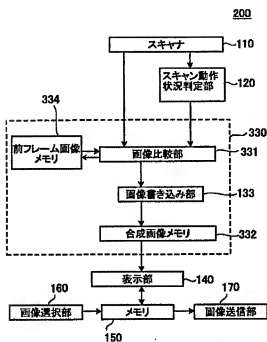 200
スキャナ
110
スキャン動作
状況判定部
120
334
330
前フレーム画像
メモリ
画像比較部
331
画像書き込み部
133
合成画像メモリ
332
表示部
140
160
170
画像選択部
メモリ
画像送信部
150